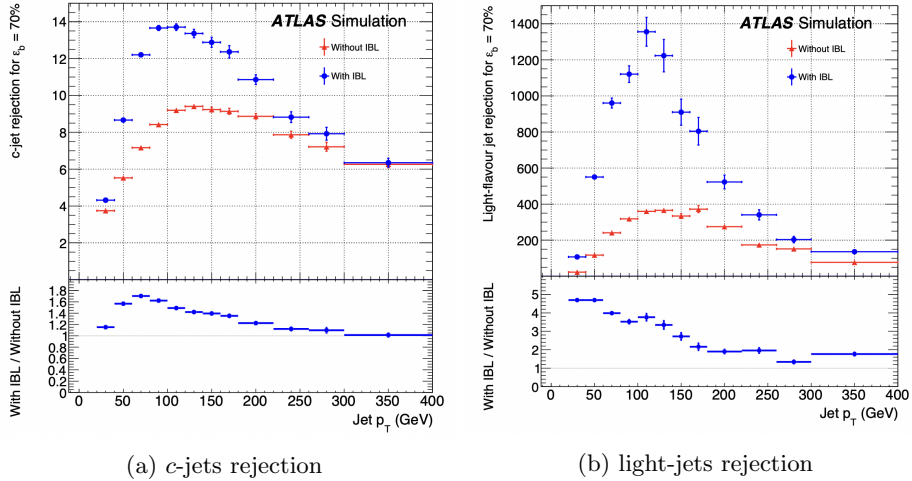 c-jet rejection for ε_b = 70%
14
12
10
8
6
4
2
ATLAS Simulation
Without IBL
With IBL
With IBL / Without IBL
1.8
1.6
1.4
1.2
1
0.8
0.6
0.4
0.2
0
0 50 100 150 200 250 300 350 400
Jet p_T (GeV)
(a) c-jets rejection
Light-flavour jet rejection for ε_b = 70%
1400
1200
1000
800
600
400
200
ATLAS Simulation
Without IBL
With IBL
With IBL / Without IBL
5
4
3
2
1
0
0 50 100 150 200 250 300 350 400
Jet p_T (GeV)
(b) light-jets rejection